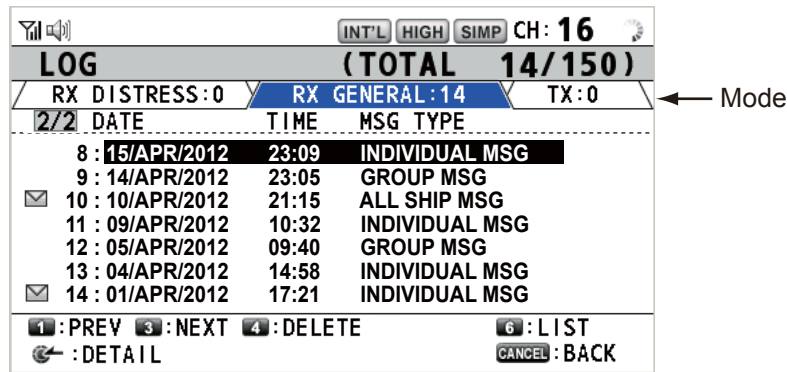 INT'L HIGH SIMP CH: 16
LOG (TOTAL 14/150)
RX DISTRESS:0 RX GENERAL:14 TX:0
Mode
2/2 DATE TIME MSG TYPE
8 : 15/APR/2012 23:09 INDIVIDUAL MSG
9 : 14/APR/2012 23:05 GROUP MSG
10 : 10/APR/2012 21:15 ALL SHIP MSG
11 : 09/APR/2012 10:32 INDIVIDUAL MSG
12 : 05/APR/2012 09:40 GROUP MSG
13 : 04/APR/2012 14:58 INDIVIDUAL MSG
14 : 01/APR/2012 17:21 INDIVIDUAL MSG
1 :PREV 3 :NEXT 4 :DELETE 6 :LIST
:DETAIL CANCEL :BACK